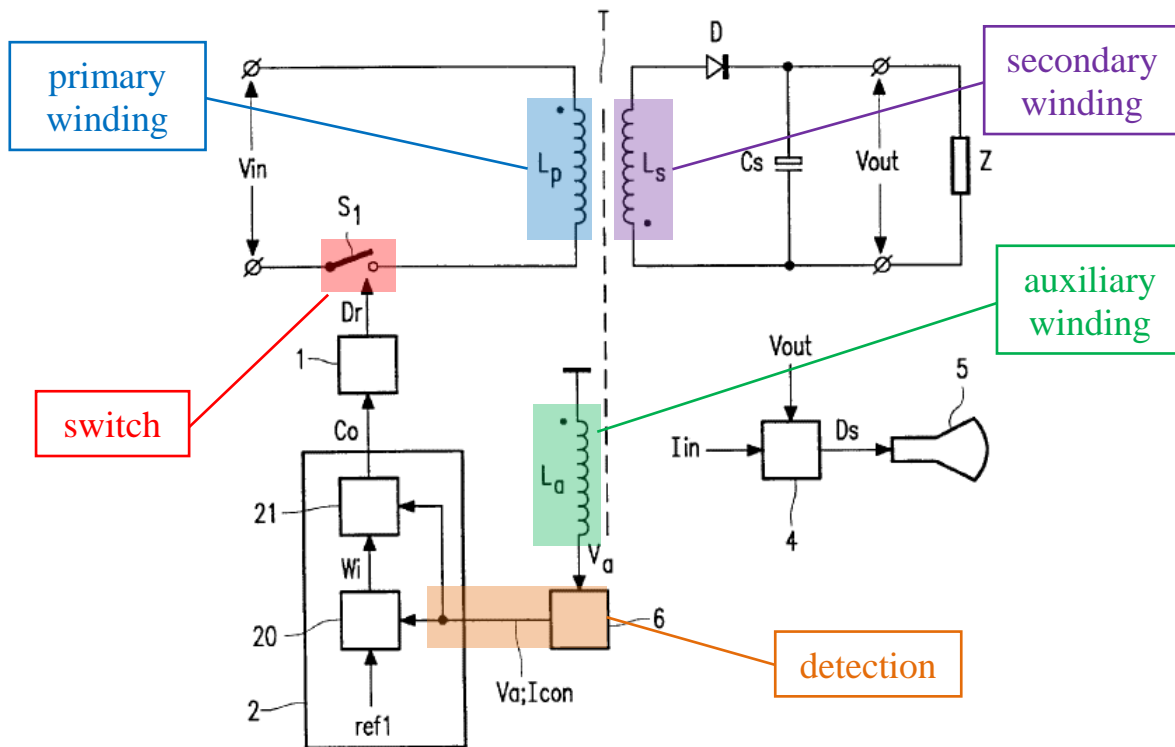 T
D
primary
winding
secondary
winding
Vin
Lp
Ls
Cs
Vout
Z
S1
Dr
1
switch
Co
auxiliary
winding
Vout
5
Iin
Ds
4
La
Va
21
Wi
20
6
detection
Va;Icon
2
ref1